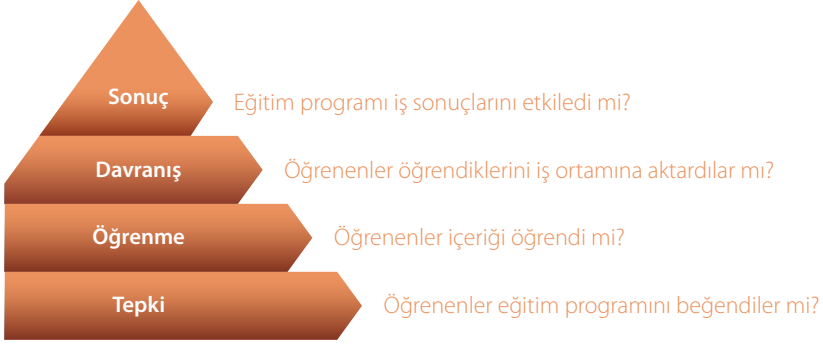 Sonuç
Eğitim programı iş sonuçlarını etkiledi mi?
Davranış
Öğrenenler öğrendiklerini iş ortamına aktardılar mı?
Öğrenme
Öğrenenler içeriği öğrendi mi?
Tepki
Öğrenenler eğitim programını beğendiler mi?